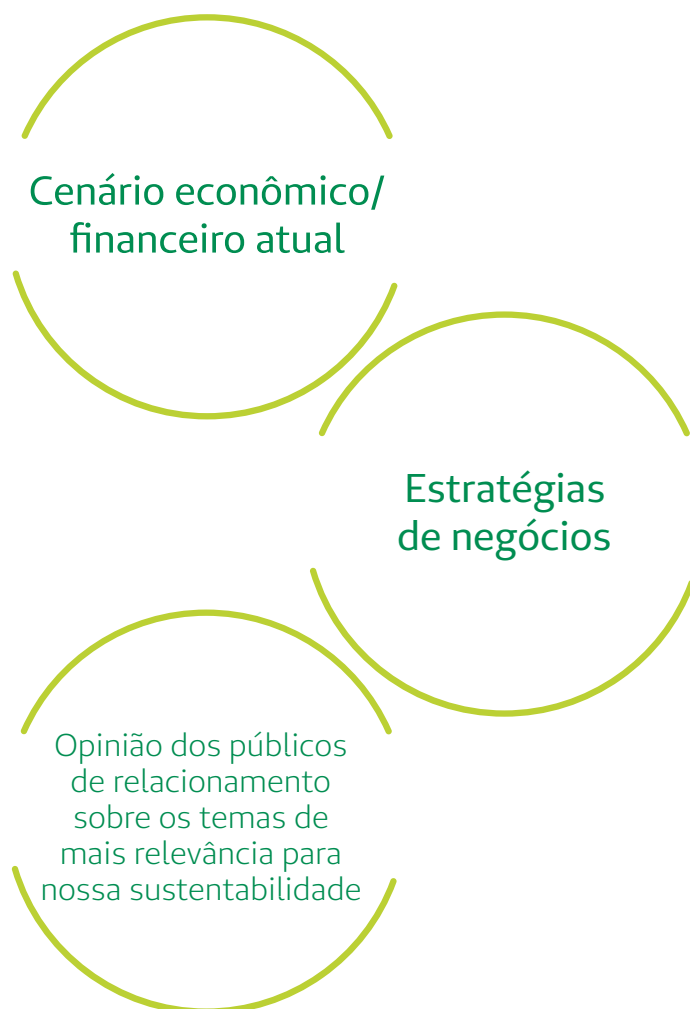 Cenário econômico/
financeiro atual
Estratégias
de negócios
Opinião dos públicos
de relacionamento
sobre os temas de
mais relevância para
nossa sustentabilidade